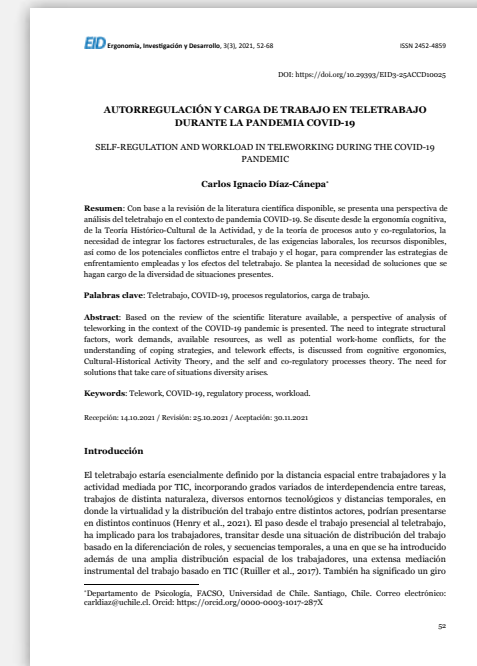 EID Ergonomía, Investigación y Desarrollo, 3(3), 2021, 52-68 ISSN 2452-4859
DOI: https://doi.org/10.29393/EID3-25ACCD10025
AUTORREGULACIÓN Y CARGA DE TRABAJO EN TELETRABAJO
DURANTE LA PANDEMIA COVID-19
SELF-REGULATION AND WORKLOAD IN TELEWORKING DURING THE COVID-19
PANDEMIC
Carlos Ignacio Díaz-Cánepa*
Resumen: Con base a la revisión de la literatura científica disponible, se presenta una perspectiva de
análisis del teletrabajo en el contexto de pandemia COVID-19. Se discute desde la ergonomía cognitiva,
de la Teoría Histórico-Cultural de la Actividad, y de la teoría de procesos auto y co-regulatorios, la
necesidad de integrar los factores estructurales, de las exigencias laborales, los recursos disponibles,
así como de los potenciales conflictos entre el trabajo y el hogar, para comprender las estrategias de
enfrentamiento empleadas y los efectos del teletrabajo. Se plantea la necesidad de soluciones que se
hagan cargo de la diversidad de situaciones presentes.
Palabras clave: Teletrabajo, COVID-19, procesos regulatorios, carga de trabajo.
Abstract: Based on the review of the scientific literature available, a perspective of analysis of
teleworking in the context of the COVID-19 pandemic is presented. The need to integrate structural
factors, work demands, available resources, as well as potential work-home conflicts, for the
understanding of coping strategies, and telework effects, is discussed from cognitive ergonomics,
Cultural-Historical Activity Theory, and the self and co-regulatory processes theory. The need for
solutions that take care of situations diversity arises.
Keywords: Telework, COVID-19, regulatory process, workload.
Recepción: 14.10.2021 / Revisión: 25.10.2021 / Aceptación: 30.11.2021
Introducción
El teletrabajo estaría esencialmente definido por la distancia espacial entre trabajadores y la
actividad mediada por TIC, incorporando grados variados de interdependencia entre tareas,
trabajos de distinta naturaleza, diversos entornos tecnológicos y distancias temporales, en
donde la virtualidad y la distribución del trabajo entre distintos actores, podrían presentarse
en distintos continuos (Henry et al., 2021). El paso desde el trabajo presencial al teletrabajo,
ha implicado para los trabajadores, transitar desde una situación de distribución del trabajo
basado en la diferenciación de roles, y secuencias temporales, a una en que se ha introducido
además de una amplia distribución espacial de los trabajadores, una extensa mediación
instrumental del trabajo basado en TIC (Ruiller et al., 2017). También ha significado un giro
*Departamento de Psicología, FACSO, Universidad de Chile. Santiago, Chile. Correo electrónico:
carldiaz@uchile.cl. Orcid: https://orcid.org/0000-0003-1017-287X
52